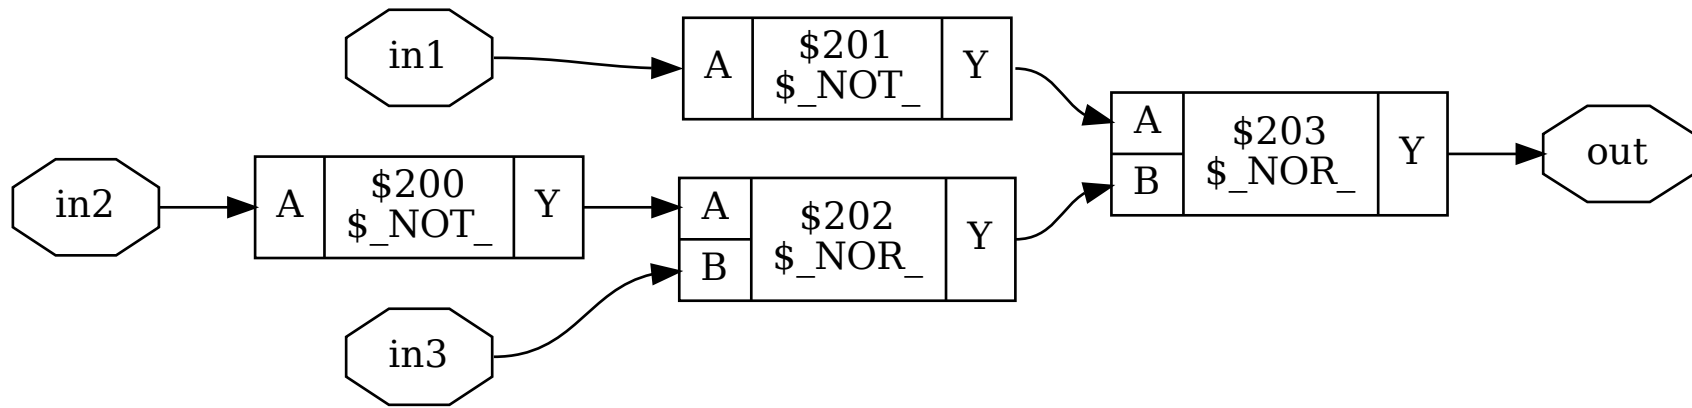 in1
A
$201
$_NOT_
Y
in2
A
$200
$_NOT_
Y
in3
A
B
$202
$_NOR_
Y
A
B
$203
$_NOR_
Y
out